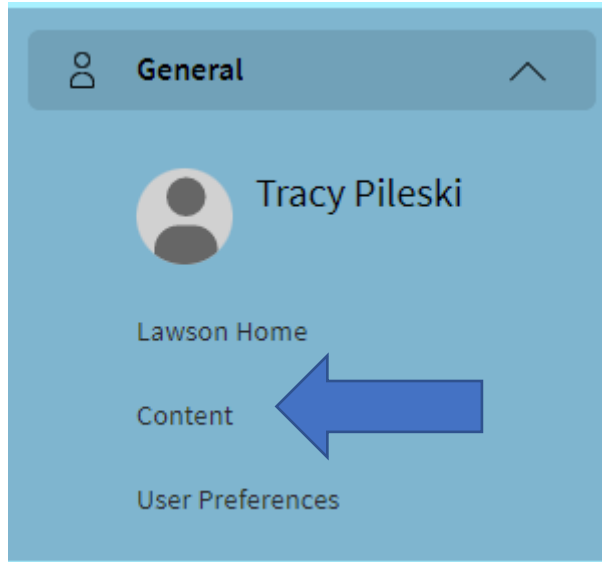 General
Tracy Pileski
Lawson Home
Content
User Preferences